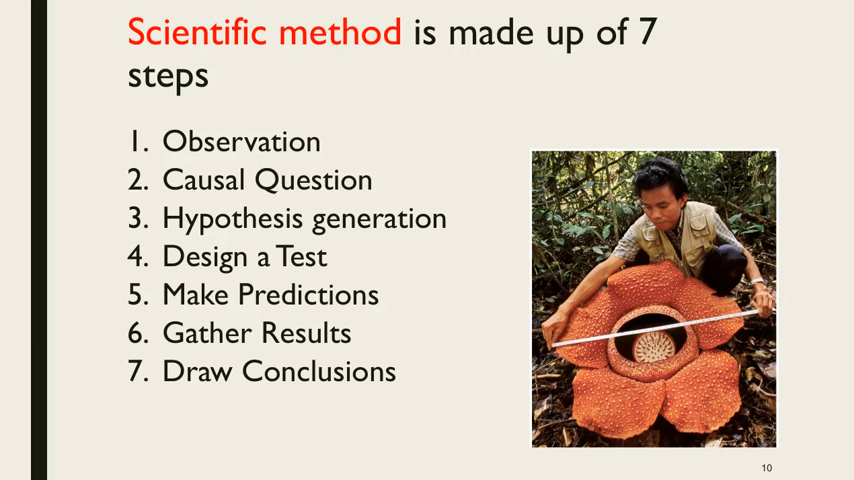 Scientific method is made up of 7
steps
1. Observation
2. Causal Question
3. Hypothesis generation
4. Design a Test
5. Make Predictions
6. Gather Results
7. Draw Conclusions
10